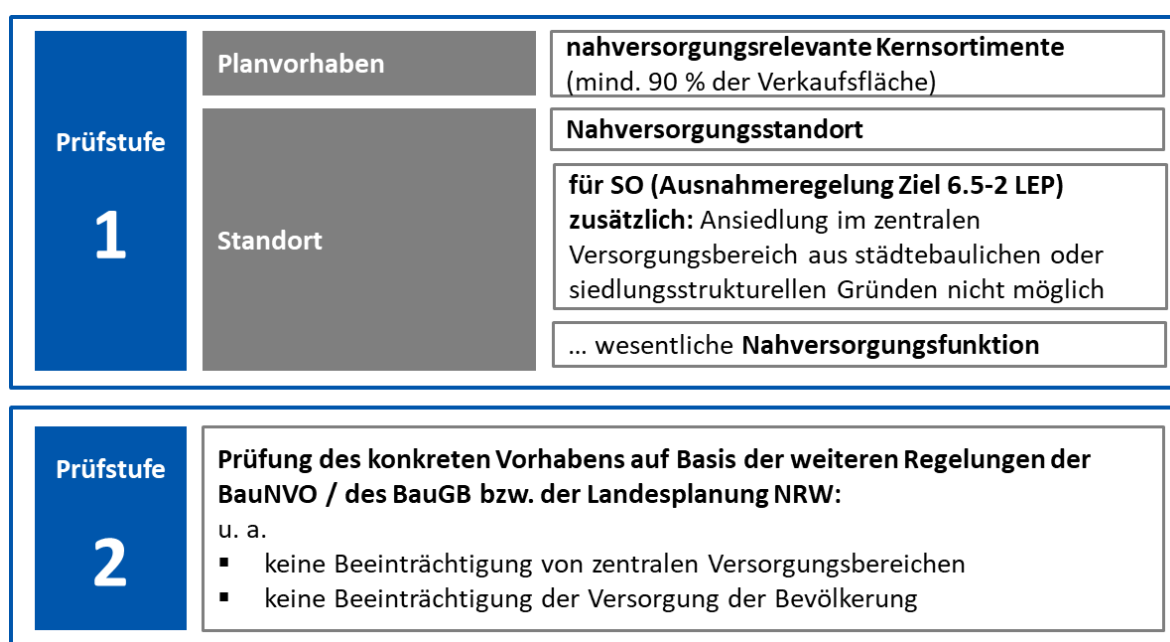 Prüfstufe
1
Planvorhaben
nahversorgungsrelevante Kernsortimente
(mind. 90 % der Verkaufsfläche)
Standort
Nahversorgungsstandort
für SO (Ausnahmeregelung Ziel 6.5-2 LEP)
zusätzlich: Ansiedlung im zentralen
Versorgungsbereich aus städtebaulichen oder
siedlungsstrukturellen Gründen nicht möglich
... wesentliche Nahversorgungsfunktion
Prüfstufe
2
Prüfung des konkreten Vorhabens auf Basis der weiteren Regelungen der
BauNVO / des BauGB bzw. der Landesplanung NRW:
u. a.
▪ keine Beeinträchtigung von zentralen Versorgungsbereichen
▪ keine Beeinträchtigung der Versorgung der Bevölkerung